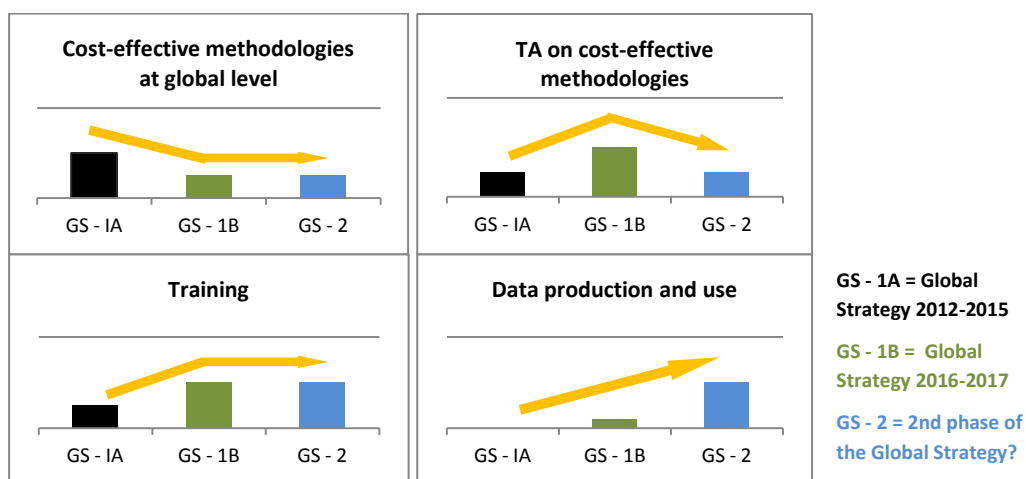 Cost-effective methodologies
at global level
GS - IA GS - 1B GS - 2
TA on cost-effective
methodologies
GS - IA GS - 1B GS - 2
Training
GS - IA GS - 1B GS - 2
Data production and use
GS - IA GS - 1B GS - 2
GS - 1A = Global
Strategy 2012-2015
GS - 1B = Global
Strategy 2016-2017
GS - 2 = 2nd phase of
the Global Strategy?